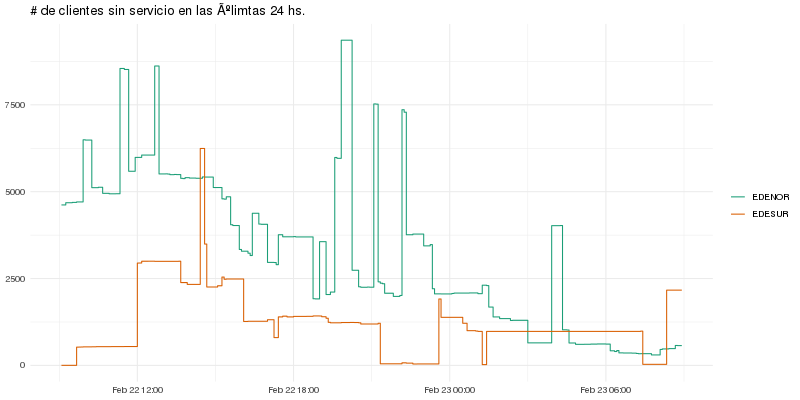 # de clientes sin servicio en las Ãºlimtas 24 hs.
7500
5000
2500
0
Feb 22 12:00
Feb 22 18:00
Feb 23 00:00
Feb 23 06:00
EDENOR
EDESUR